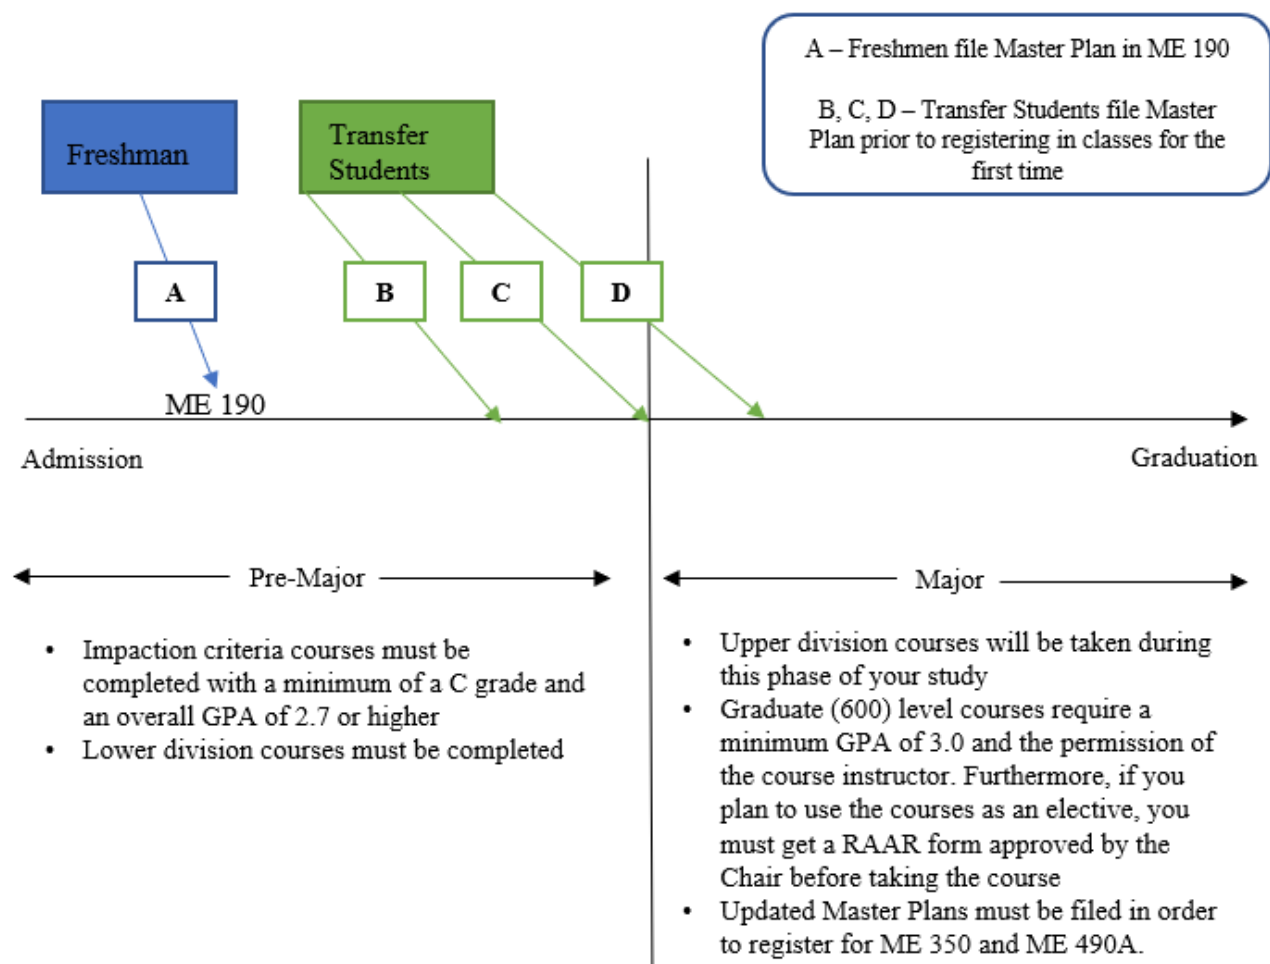 A – Freshmen file Master Plan in ME 190
B, C, D – Transfer Students file Master
Plan prior to registering in classes for the
first time
Freshman
Transfer
Students
A
B
C
D
ME 190
Admission
Graduation
Pre-Major
Major
• Impaction criteria courses must be
completed with a minimum of a C grade and
an overall GPA of 2.7 or higher
• Lower division courses must be completed
• Upper division courses will be taken during
this phase of your study
• Graduate (600) level courses require a
minimum GPA of 3.0 and the permission of
the course instructor. Furthermore, if you
plan to use the courses as an elective, you
must get a RAAR form approved by the
Chair before taking the course
• Updated Master Plans must be filed in order
to register for ME 350 and ME 490A.